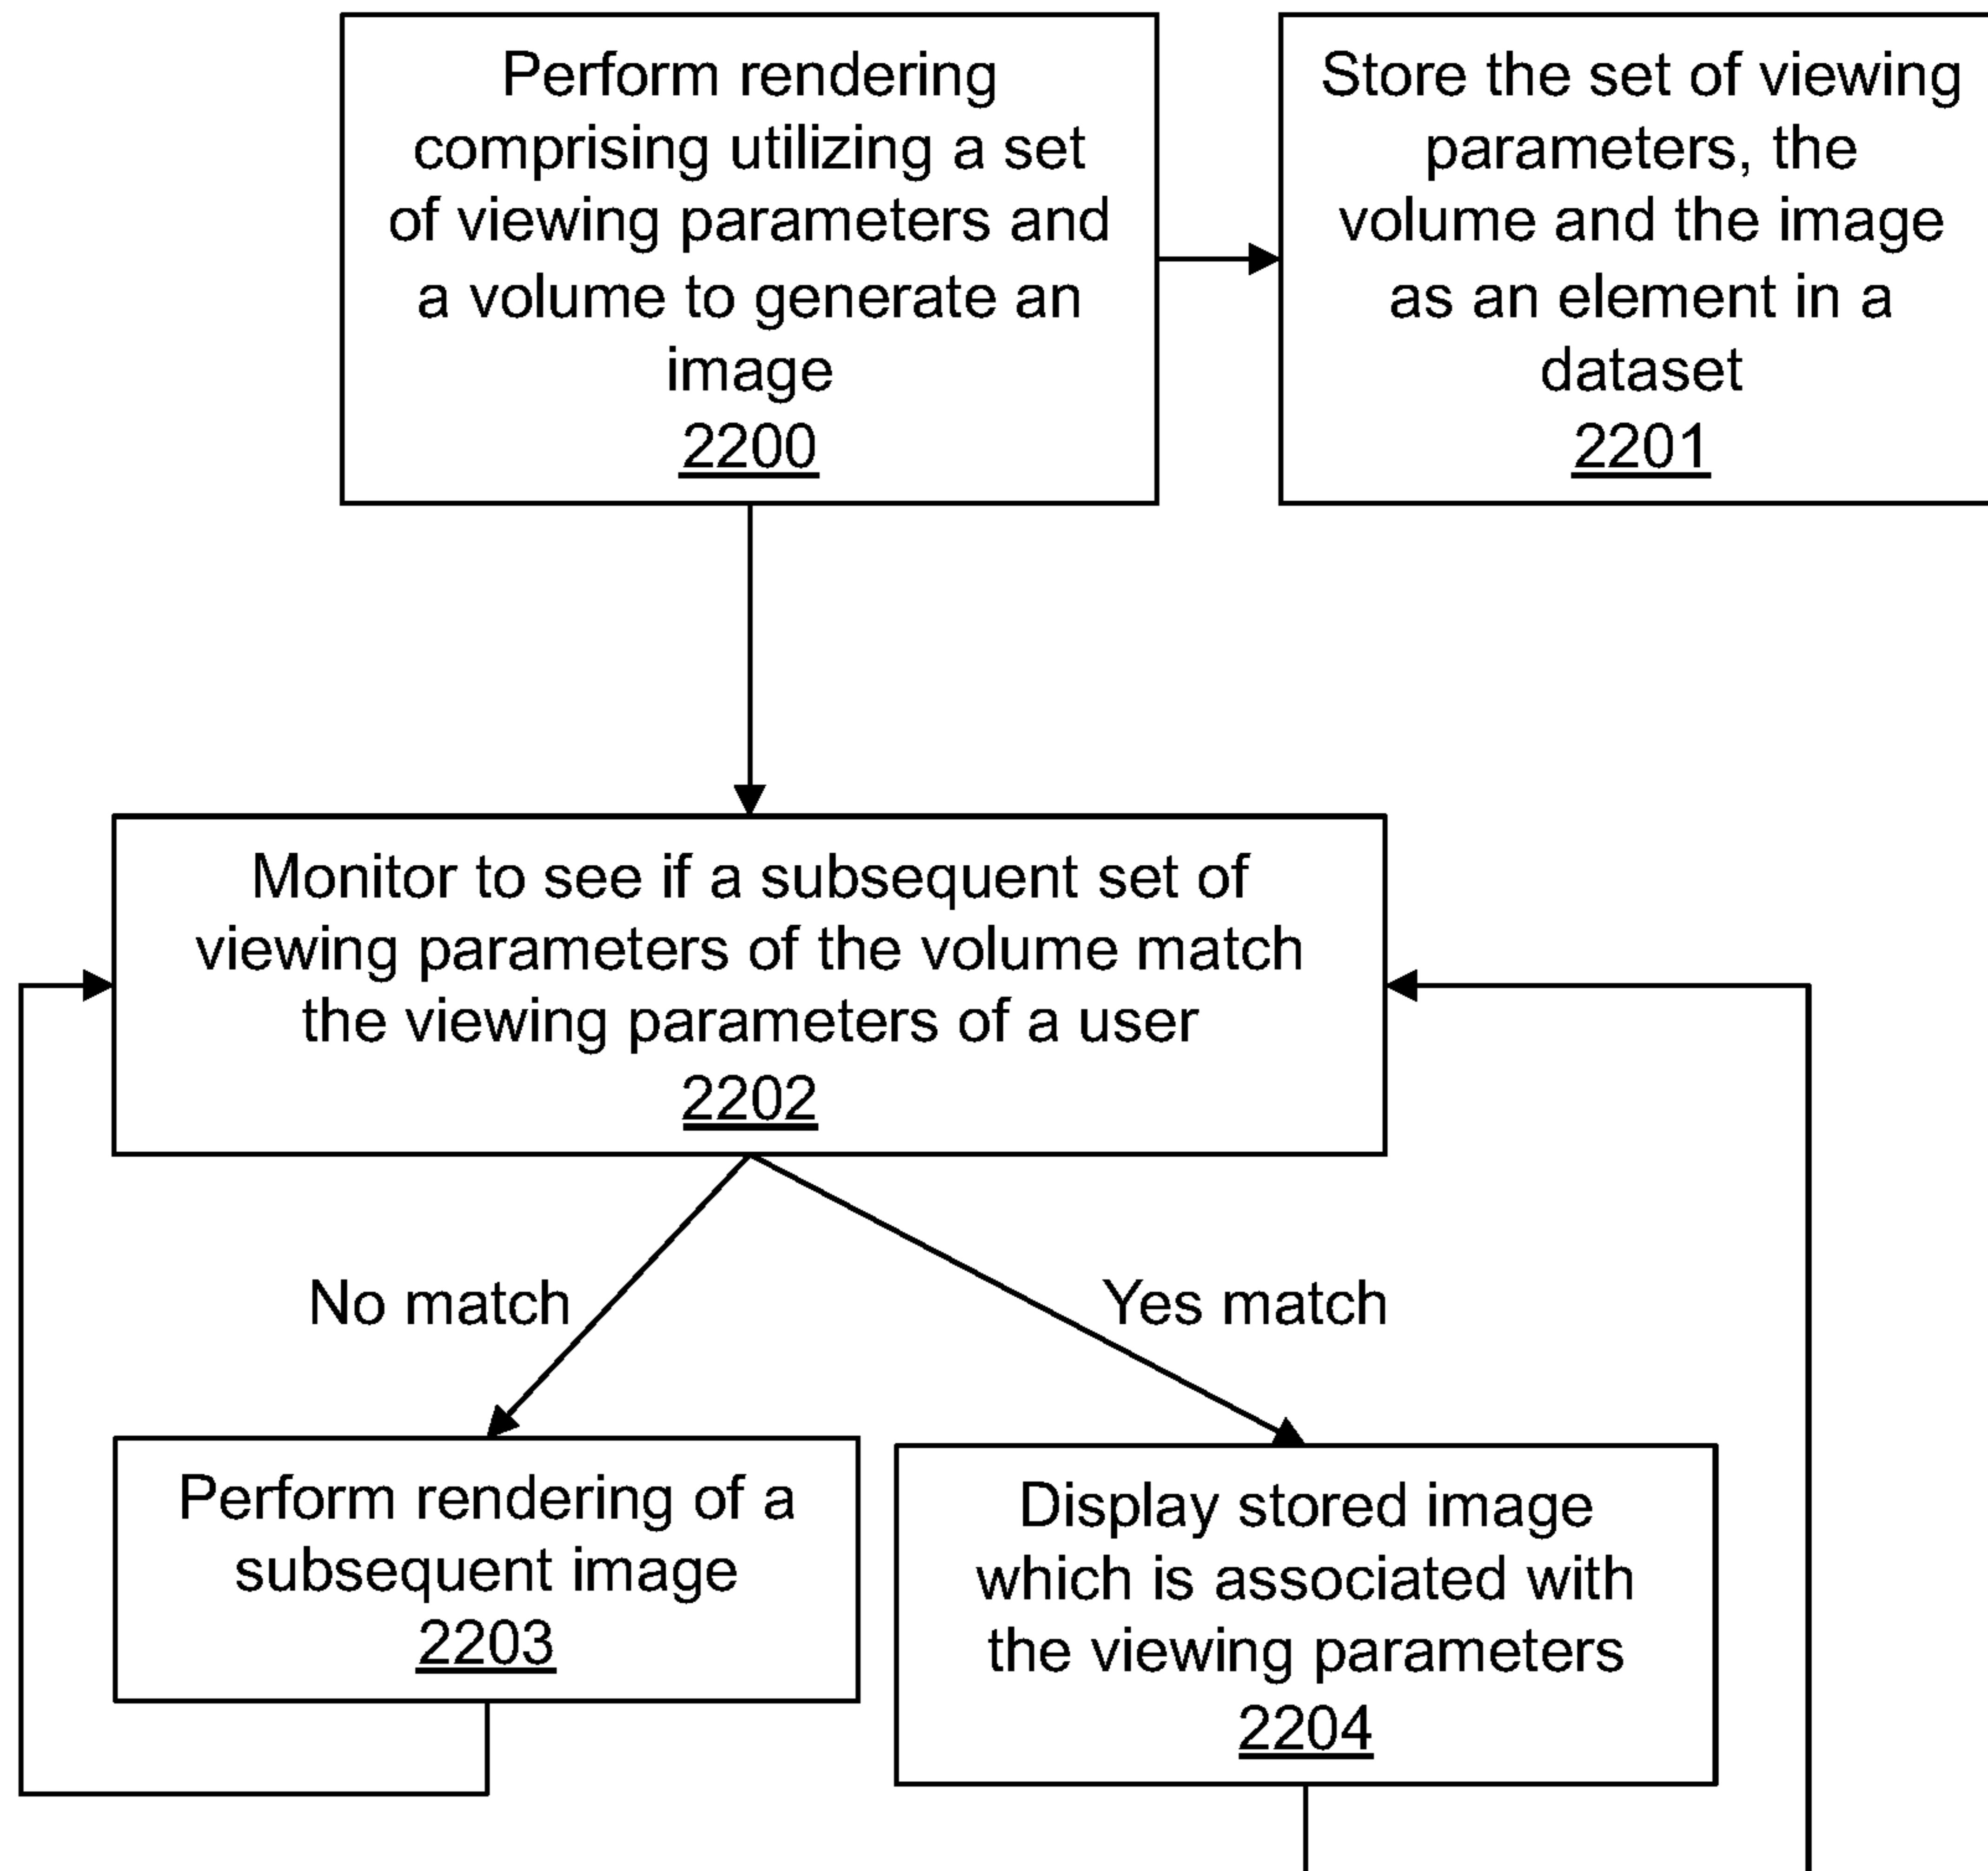 Perform rendering
comprising utilizing a set
of viewing parameters and
a volume to generate an
image
2200
Store the set of viewing
parameters, the
volume and the image
as an element in a
dataset
2201
Monitor to see if a subsequent set of
viewing parameters of the volume match
the viewing parameters of a user
2202
No match
Yes match
Perform rendering of a
subsequent image
2203
Display stored image
which is associated with
the viewing parameters
2204